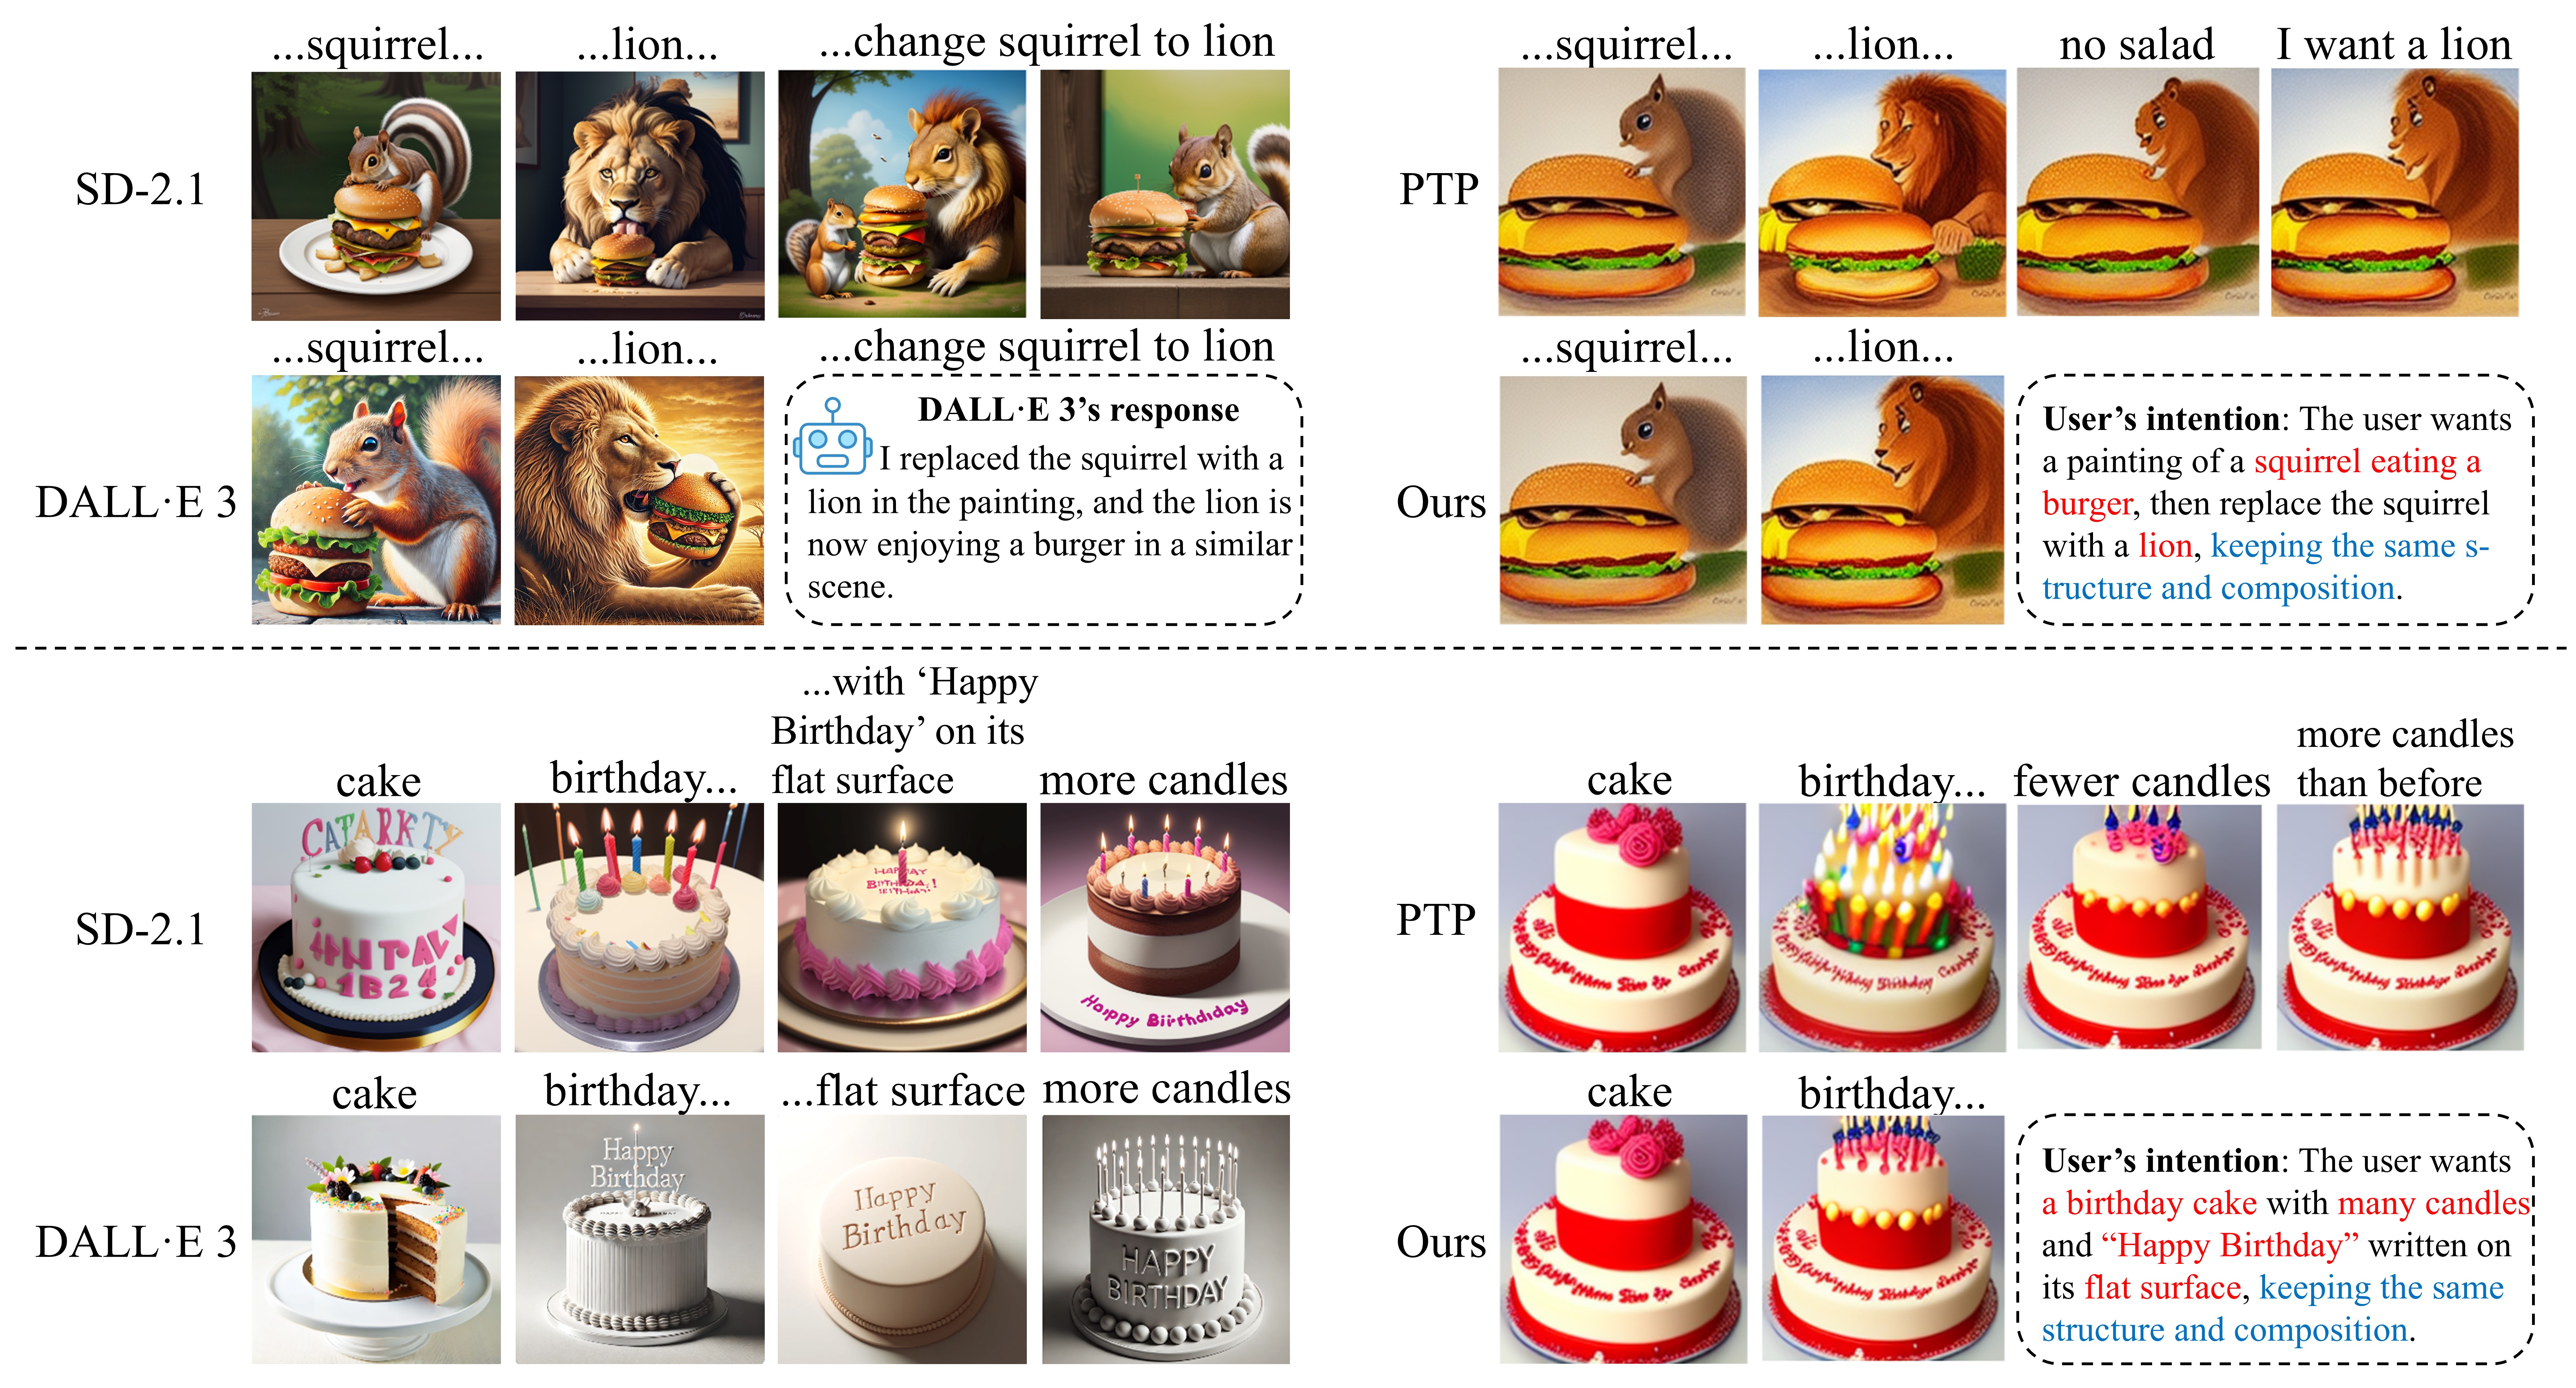 ...squirrel...
...lion...
...change squirrel to lion
SD-2.1
...squirrel...
...lion...
...change squirrel to lion
DALL·E 3
DALL·E 3’s response
I replaced the squirrel with a
lion in the painting, and the lion is
now enjoying a burger in a similar
scene.
...squirrel...
...lion...
no salad
I want a lion
PTP
...squirrel...
...lion...
Ours
User’s intention: The user wants
a painting of a squirrel eating a
burger, then replace the squirrel
with a lion, keeping the same s-
tructure and composition.
cake
birthday...
...with ‘Happy
Birthday’ on its
flat surface
more candles
SD-2.1
CATARKTY
Happy Birthdiday
cake
birthday...
...flat surface
more candles
DALL·E 3
Happy
Birthday
Happy
Birthday
HAPPY
BIRTHDAY
cake
birthday...
fewer candles
more candles
than before
PTP
cake
birthday...
Ours
User’s intention: The user wants
a birthday cake with many candles
and “Happy Birthday” written on
its flat surface, keeping the same
structure and composition.